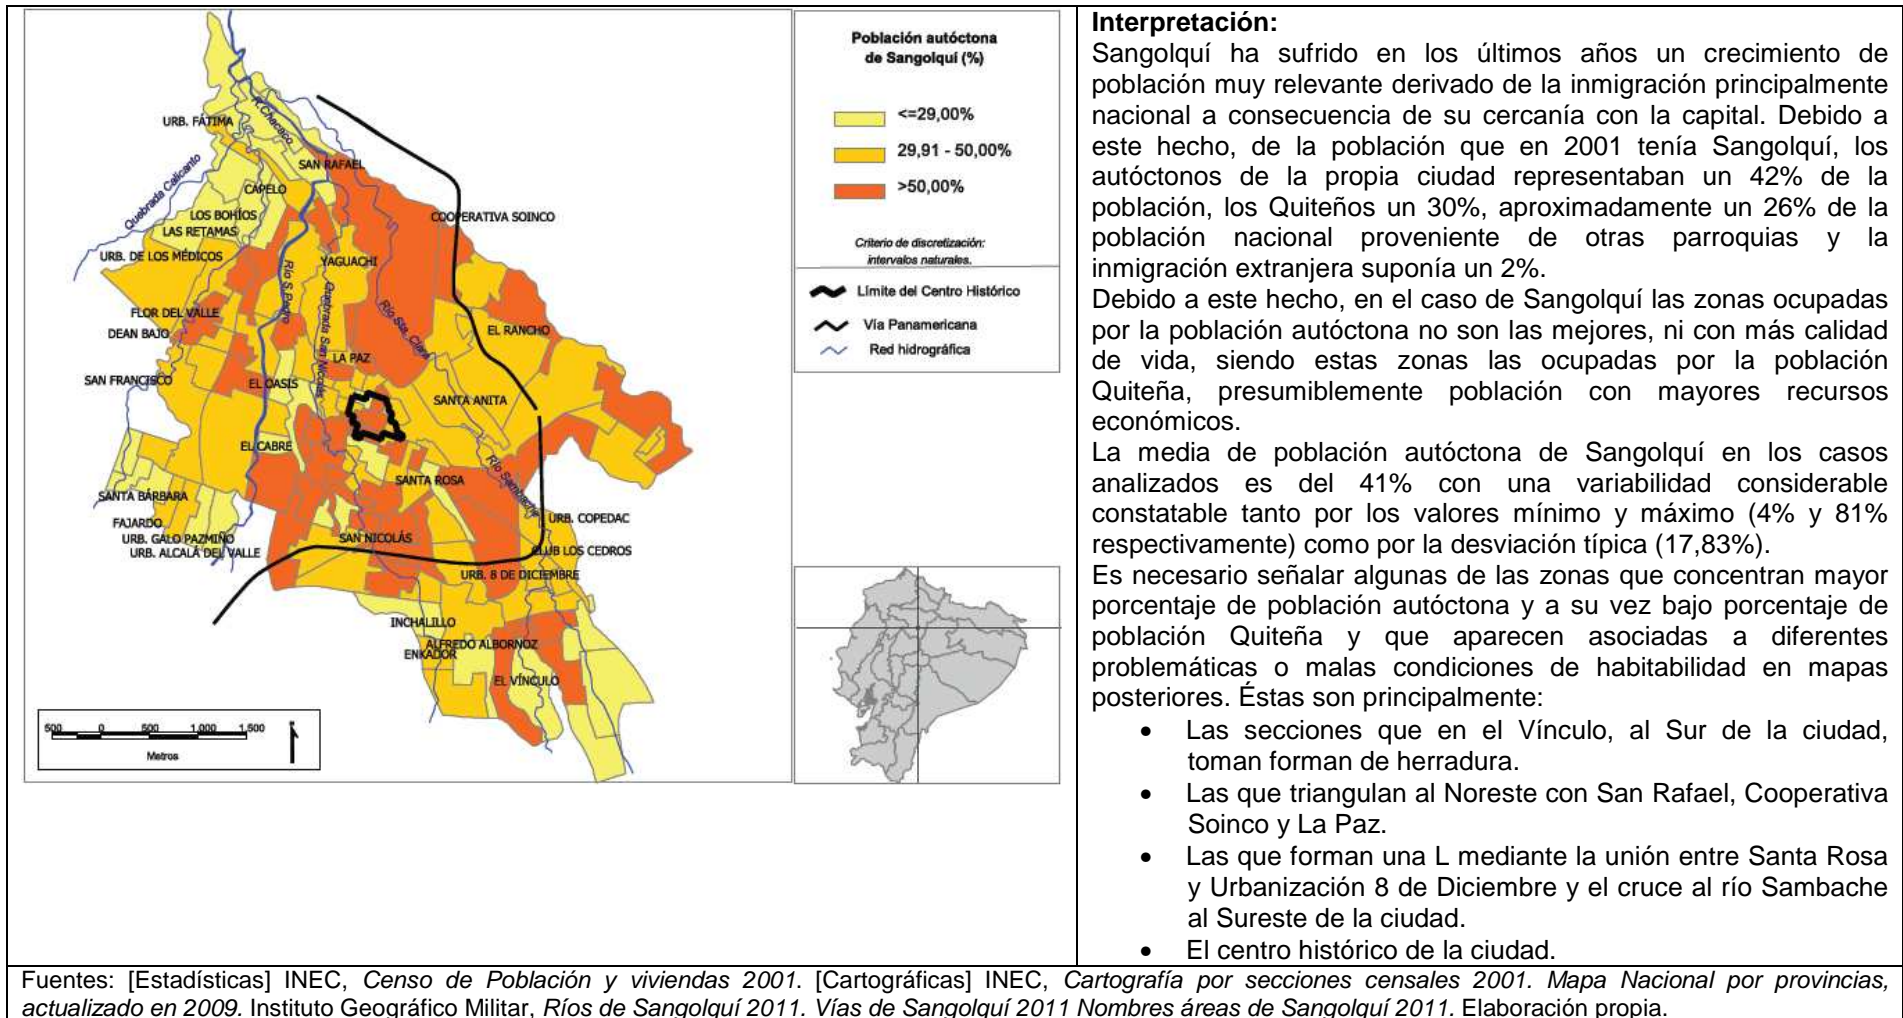 Población autóctona
de Sangolquí (%)
<=29,00%
29,91 - 50,00%
>50,00%
Criterio de discretización:
intervalos naturales.
Límite del Centro Histórico
Vía Panamericana
Red hidrográfica
R.Chacaco
URB. FÁTIMA
SAN RAFAEL
Quebrada Calicanto
CAPELO
LOS BOHÍOS
COOPERATIVA SOINCO
LAS RETAMAS
URB. DE LOS MÉDICOS
YAGUACHI
Río S.Pedro
Quebrada San Nicolás
Río Sta. Clara
FLOR DEL VALLE
DEAN BAJO
EL RANCHO
LA PAZ
SAN FRANCISCO
EL OASIS
SANTA ANITA
EL CABRE
Río Sambache
SANTA ROSA
SANTA BÁRBARA
FAJARDO
URB. COPEDAC
URB. GALO PAZMIÑO
SAN NICOLÁS
URB. ALCALÁ DEL VALLE
CLUB LOS CEDROS
URB. 8 DE DICIEMBRE
INCHALILLO
ALFREDO ALBORNOZ
ENKADOR
EL VÍNCULO
500 0 500 1.000 1.500
Metros
Interpretación:
Sangolquí ha sufrido en los últimos años un crecimiento de
población muy relevante derivado de la inmigración principalmente
nacional a consecuencia de su cercanía con la capital. Debido a
este hecho, de la población que en 2001 tenía Sangolquí, los
autóctonos de la propia ciudad representaban un 42% de la
población, los Quiteños un 30%, aproximadamente un 26% de la
población nacional proveniente de otras parroquias y la
inmigración extranjera suponía un 2%.
Debido a este hecho, en el caso de Sangolquí las zonas ocupadas
por la población autóctona no son las mejores, ni con más calidad
de vida, siendo estas zonas las ocupadas por la población
Quiteña, presumiblemente población con mayores recursos
económicos.
La media de población autóctona de Sangolquí en los casos
analizados es del 41% con una variabilidad considerable
constatable tanto por los valores mínimo y máximo (4% y 81%
respectivamente) como por la desviación típica (17,83%).
Es necesario señalar algunas de las zonas que concentran mayor
porcentaje de población autóctona y a su vez bajo porcentaje de
población Quiteña y que aparecen asociadas a diferentes
problemáticas o malas condiciones de habitabilidad en mapas
posteriores. Éstas son principalmente:
• Las secciones que en el Vínculo, al Sur de la ciudad,
toman forman de herradura.
• Las que triangulan al Noreste con San Rafael, Cooperativa
Soinco y La Paz.
• Las que forman una L mediante la unión entre Santa Rosa
y Urbanización 8 de Diciembre y el cruce al río Sambache
al Sureste de la ciudad.
• El centro histórico de la ciudad.
Fuentes: [Estadísticas] INEC, Censo de Población y viviendas 2001. [Cartográficas] INEC, Cartografía por secciones censales 2001. Mapa Nacional por provincias,
actualizado en 2009. Instituto Geográfico Militar, Ríos de Sangolquí 2011. Vías de Sangolquí 2011 Nombres áreas de Sangolquí 2011. Elaboración propia.